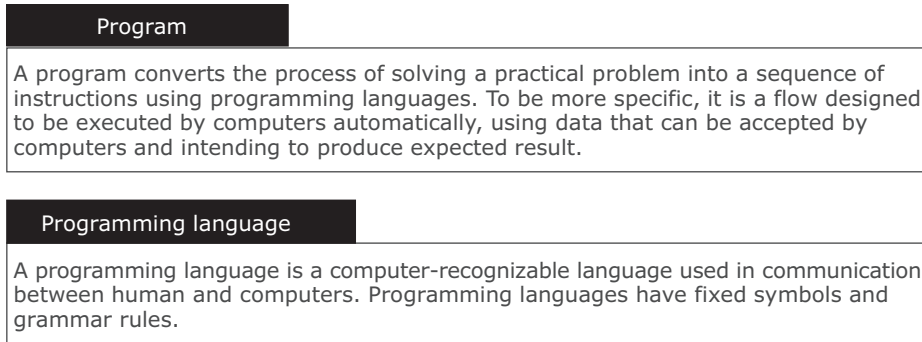 Program
A program converts the process of solving a practical problem into a sequence of
instructions using programming languages. To be more specific, it is a flow designed
to be executed by computers automatically, using data that can be accepted by
computers and intending to produce expected result.
Programming language
A programming language is a computer-recognizable language used in communication
between human and computers. Programming languages have fixed symbols and
grammar rules.